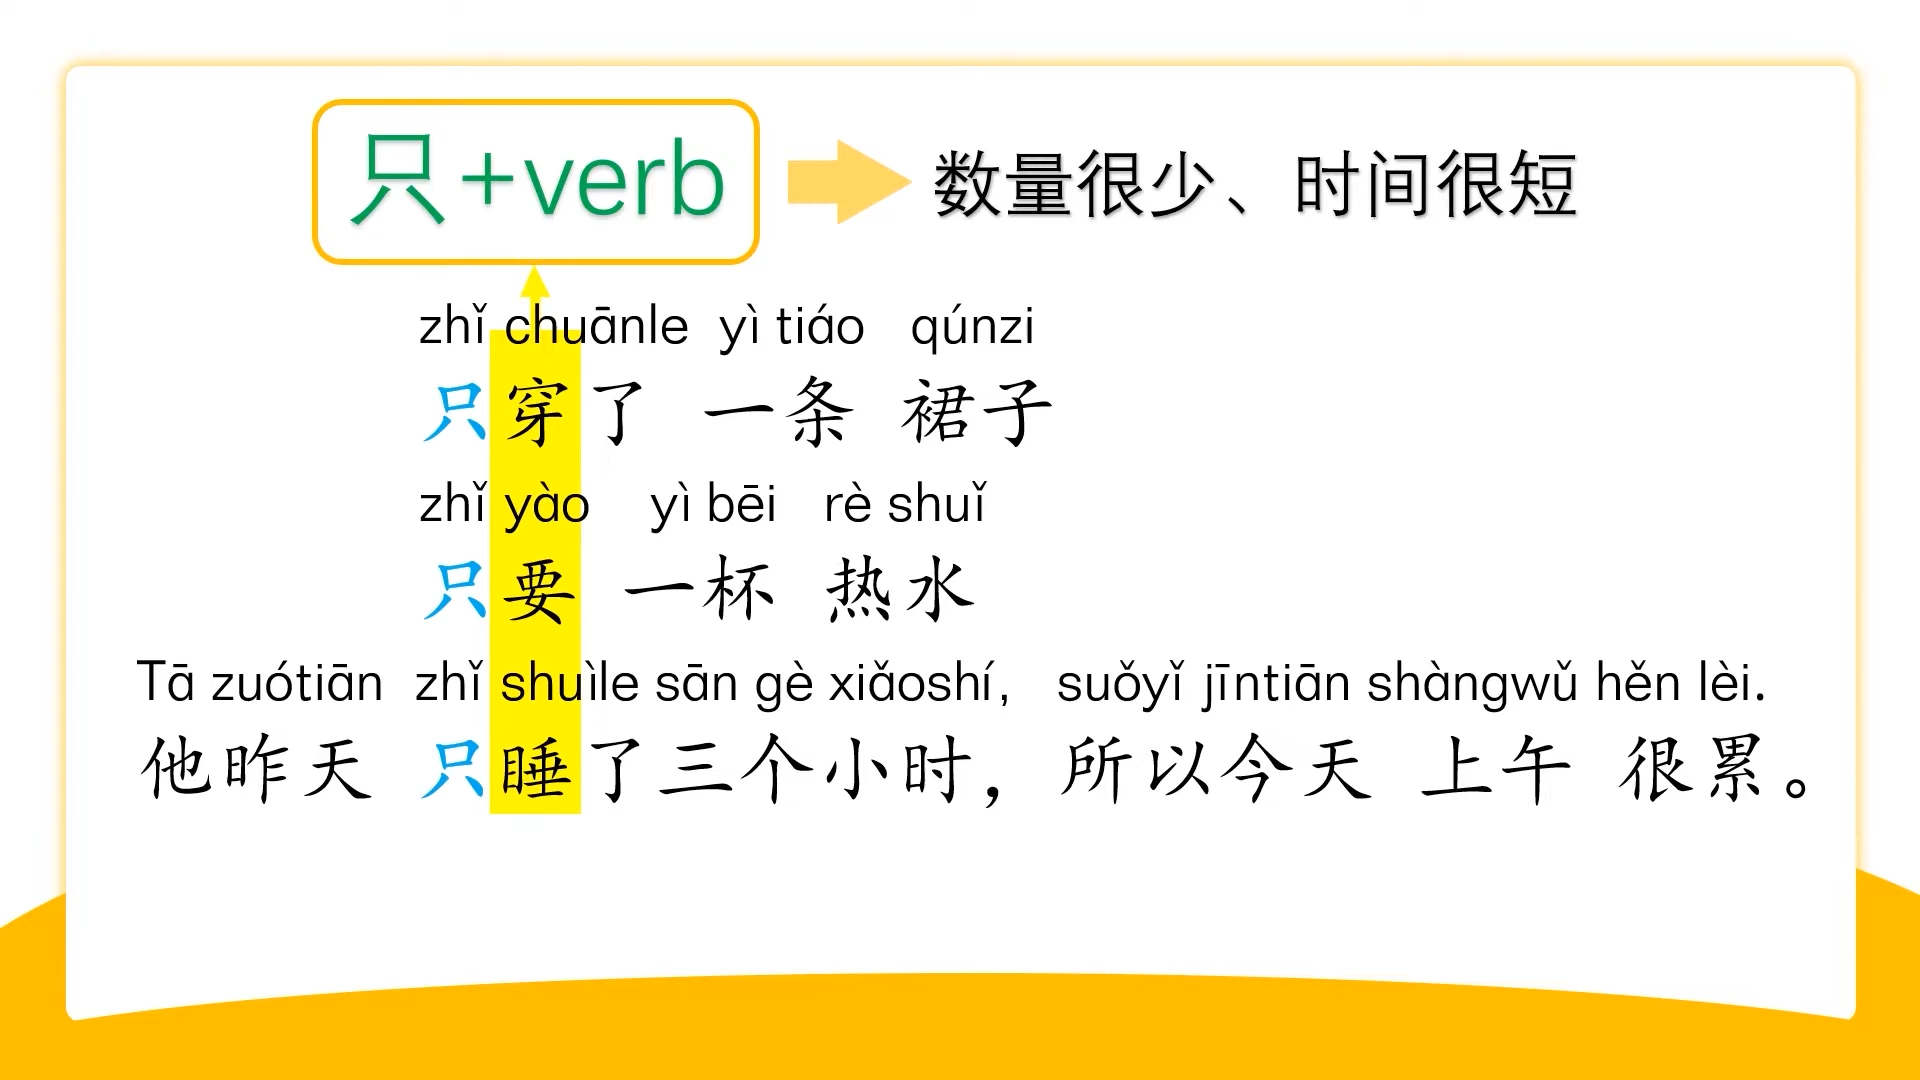 只+verb 数量很少、时间很短
zhǐ chuānle yì tiáo qúnzi
只穿了 一条 裙子
zhǐ yào yì bēi rè shuǐ
只要 一杯 热水
Tā zuótiān zhǐ shuìle sān gè xiǎoshí, suǒyǐ jīntiān shàngwǔ hěn lèi.
他昨天 只睡了三个小时，所以今天 上午 很累。